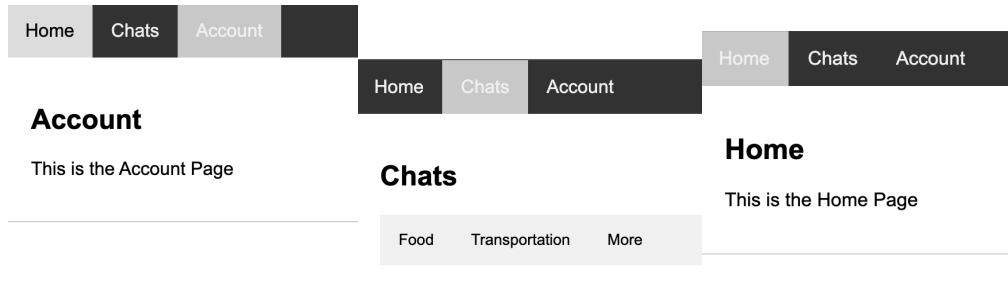 Home Chats Account
Account
This is the Account Page
Home Chats Account
Chats
Food Transportation More
Home Chats Account
Home
This is the Home Page